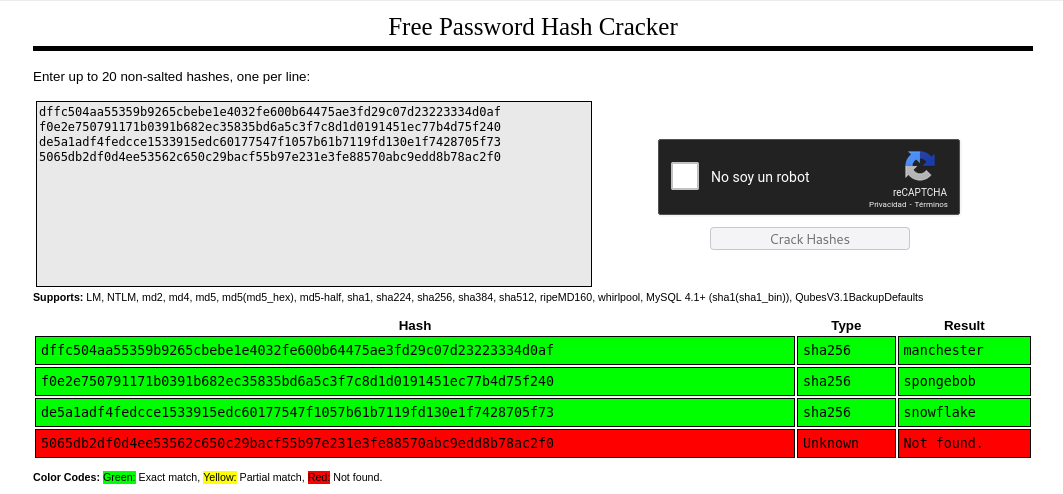 Free Password Hash Cracker
Enter up to 20 non-salted hashes, one per line:
dffc504aa55359b9265cbebe1e4032fe600b64475ae3fd29c07d23223334d0af
f0e2e750791171b0391b682ec35835bd6a5c3f7c8d1d0191451ec77b4d75f240
de5a1adf4fedcce1533915edc60177547f1057b61b7119fd130e1f7428705f73
5065db2df0d4ee53562c650c29bacf55b97e231e3fe88570abc9edd8b78ac2f0
No soy un robot
reCAPTCHA
Privacidad - Términos
Crack Hashes
Supports: LM, NTLM, md2, md4, md5, md5(md5_hex), md5-half, sha1, sha224, sha256, sha384, sha512, ripeMD160, whirlpool, MySQL 4.1+ (sha1(sha1_bin)), QubesV3.1BackupDefaults
Hash Type Result
dffc504aa55359b9265cbebe1e4032fe600b64475ae3fd29c07d23223334d0af sha256 manchester
f0e2e750791171b0391b682ec35835bd6a5c3f7c8d1d0191451ec77b4d75f240 sha256 spongebob
de5a1adf4fedcce1533915edc60177547f1057b61b7119fd130e1f7428705f73 sha256 snowflake
5065db2df0d4ee53562c650c29bacf55b97e231e3fe88570abc9edd8b78ac2f0 Unknown Not found.
Color Codes: Green: Exact match, Yellow: Partial match, Red: Not found.